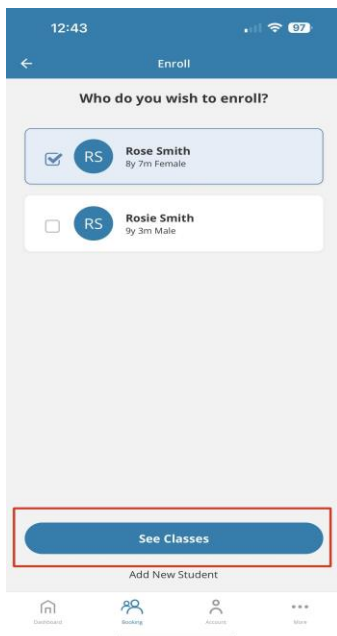 12:43
97
Enroll
Who do you wish to enroll?
RS
Rose Smith
8y 7m Female
RS
Rosie Smith
9y 3m Male
See Classes
Add New Student
Dashboard
Booking
Account
More